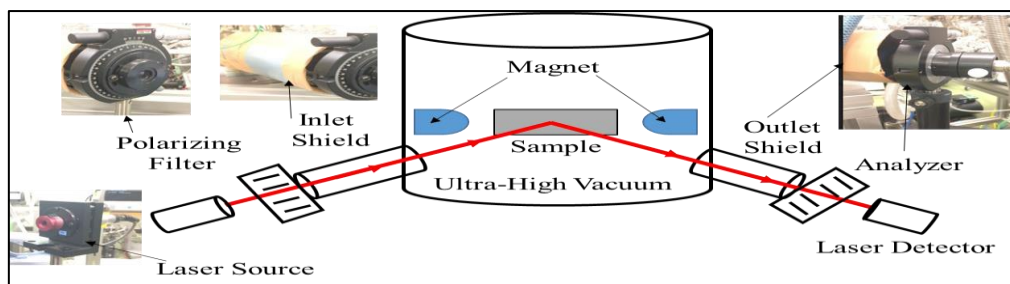 Magnet
Inlet
Shield
Polarizing
Filter
Sample
Outlet
Shield
Analyzer
Ultra-High Vacuum
Laser Source
Laser Detector